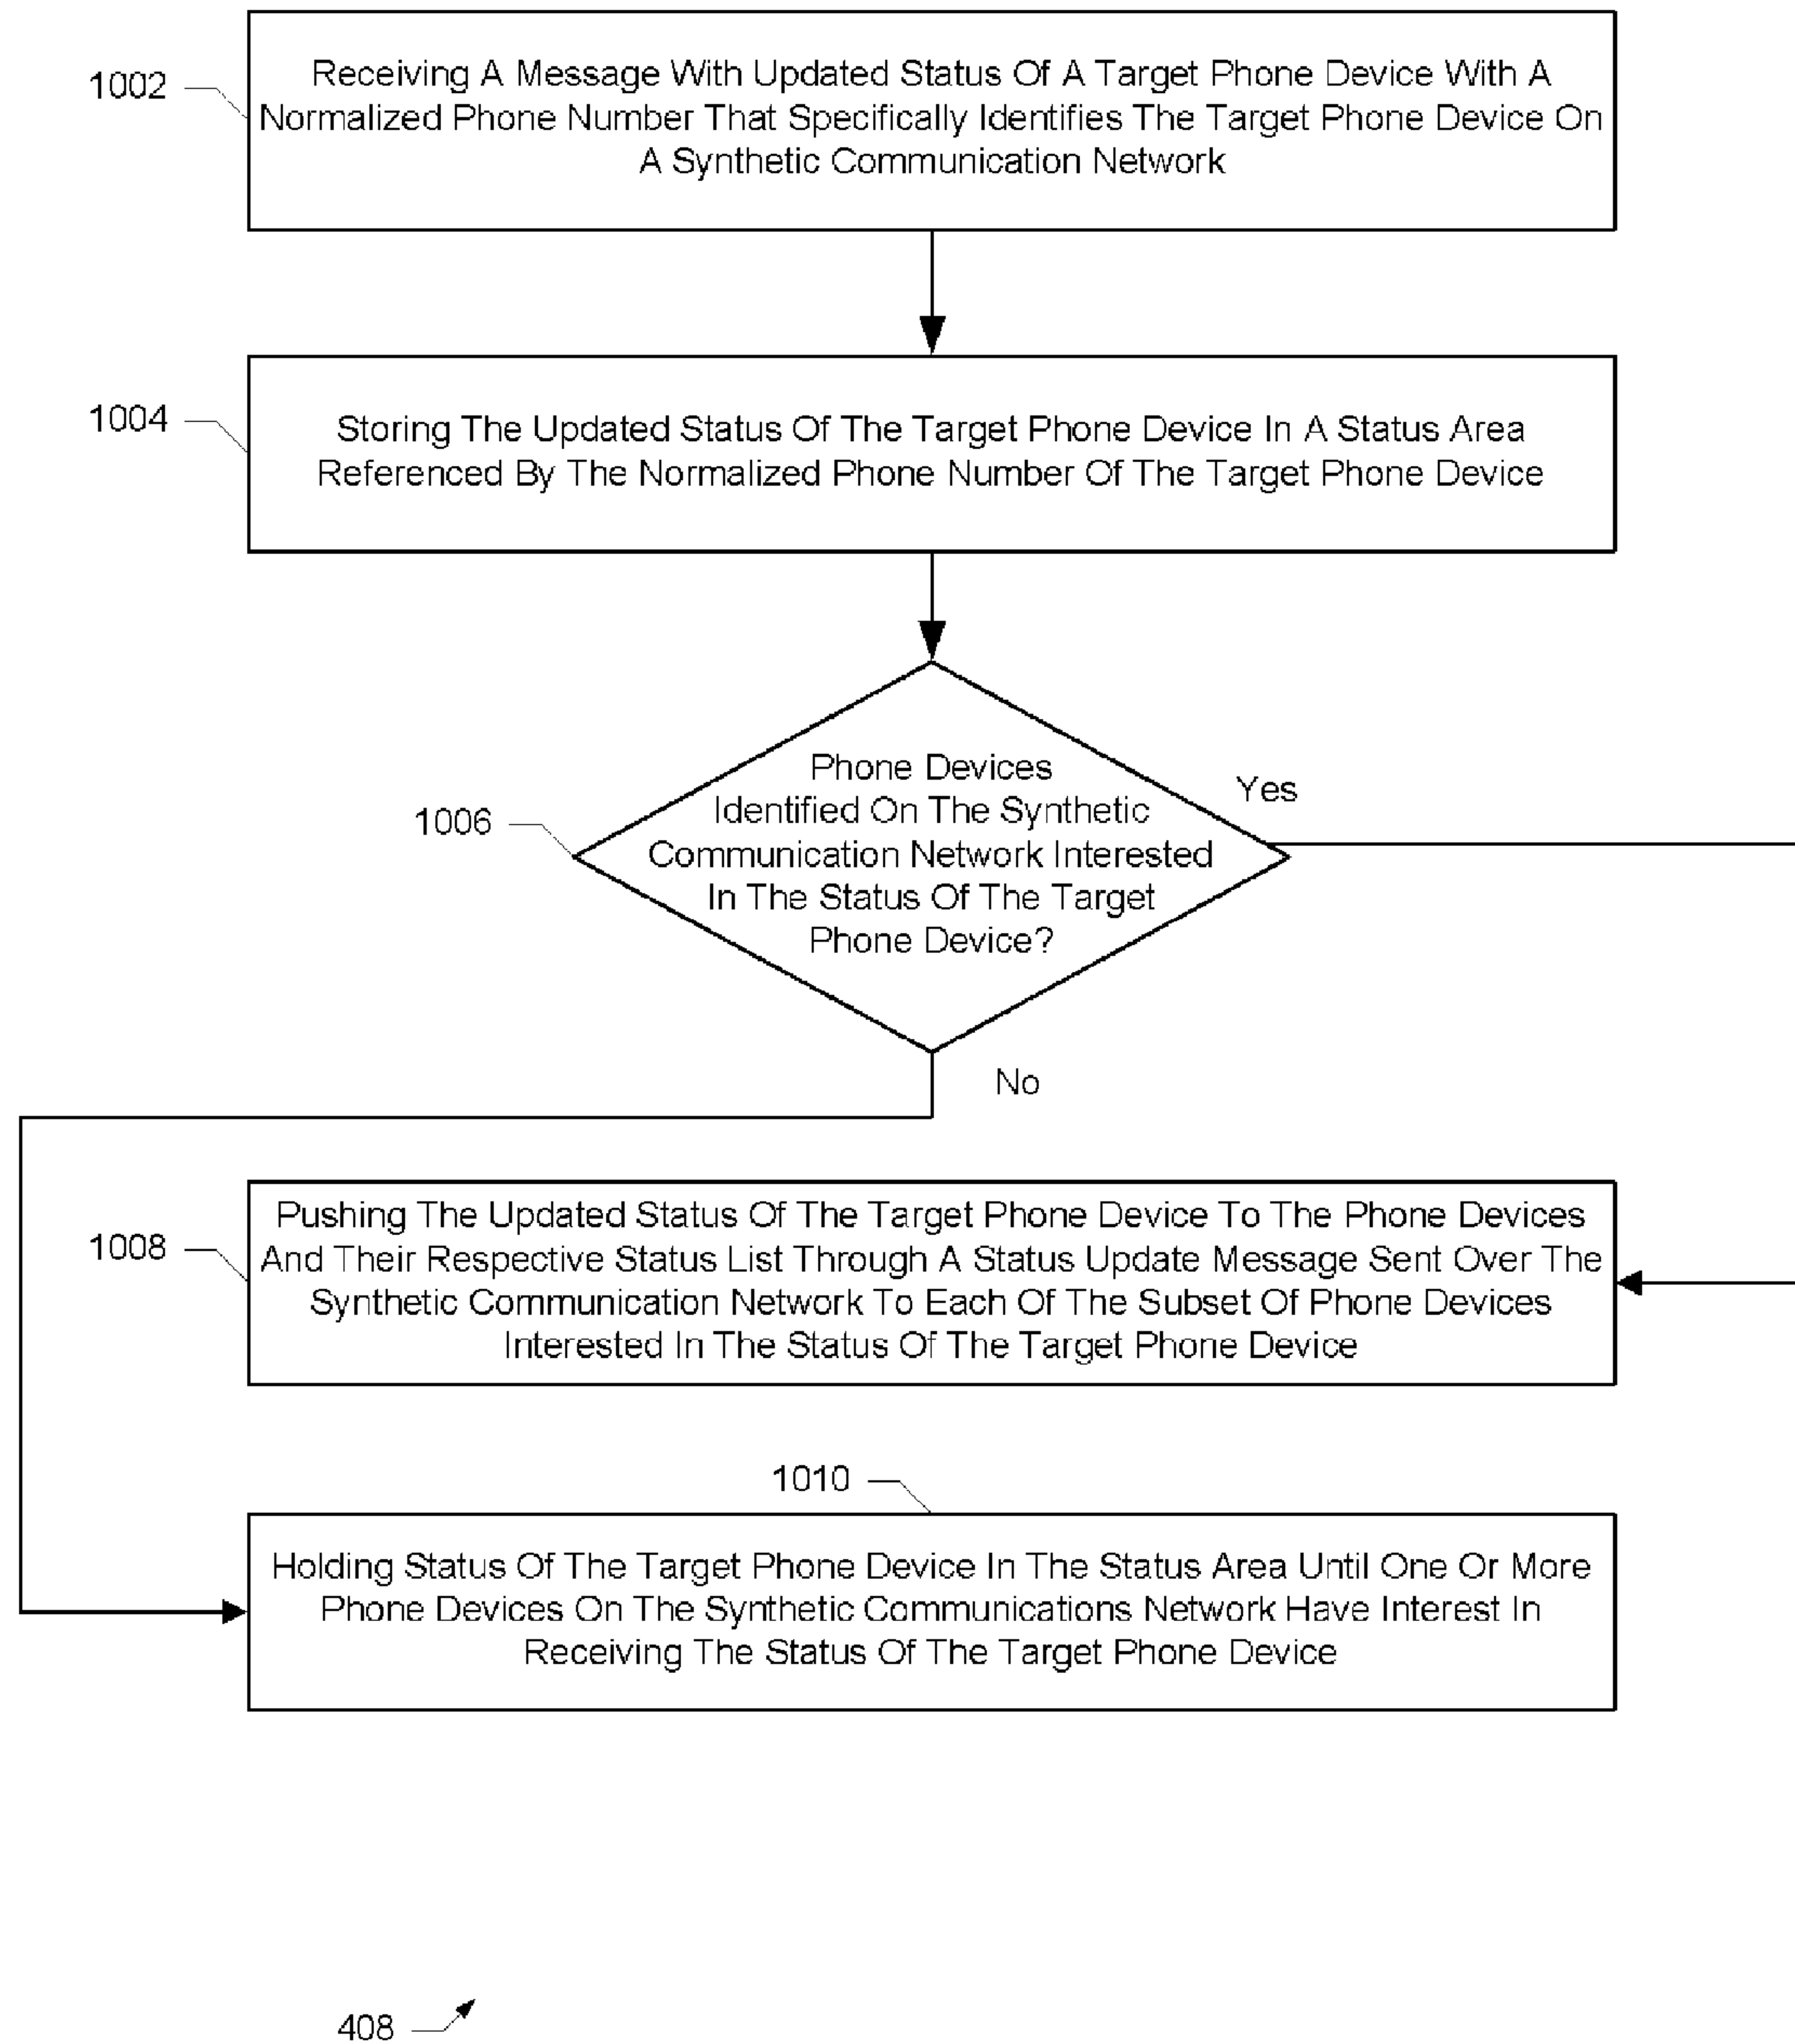 1002
Receiving A Message With Updated Status Of A Target Phone Device With A
Normalized Phone Number That Specifically Identifies The Target Phone Device On
A Synthetic Communication Network
1004
Storing The Updated Status Of The Target Phone Device In A Status Area
Referenced By The Normalized Phone Number Of The Target Phone Device
1006
Phone Devices
Identified On The Synthetic
Communication Network Interested
In The Status Of The Target
Phone Device?
Yes
No
1008
Pushing The Updated Status Of The Target Phone Device To The Phone Devices
And Their Respective Status List Through A Status Update Message Sent Over The
Synthetic Communication Network To Each Of The Subset Of Phone Devices
Interested In The Status Of The Target Phone Device
1010
Holding Status Of The Target Phone Device In The Status Area Until One Or More
Phone Devices On The Synthetic Communications Network Have Interest In
Receiving The Status Of The Target Phone Device
408